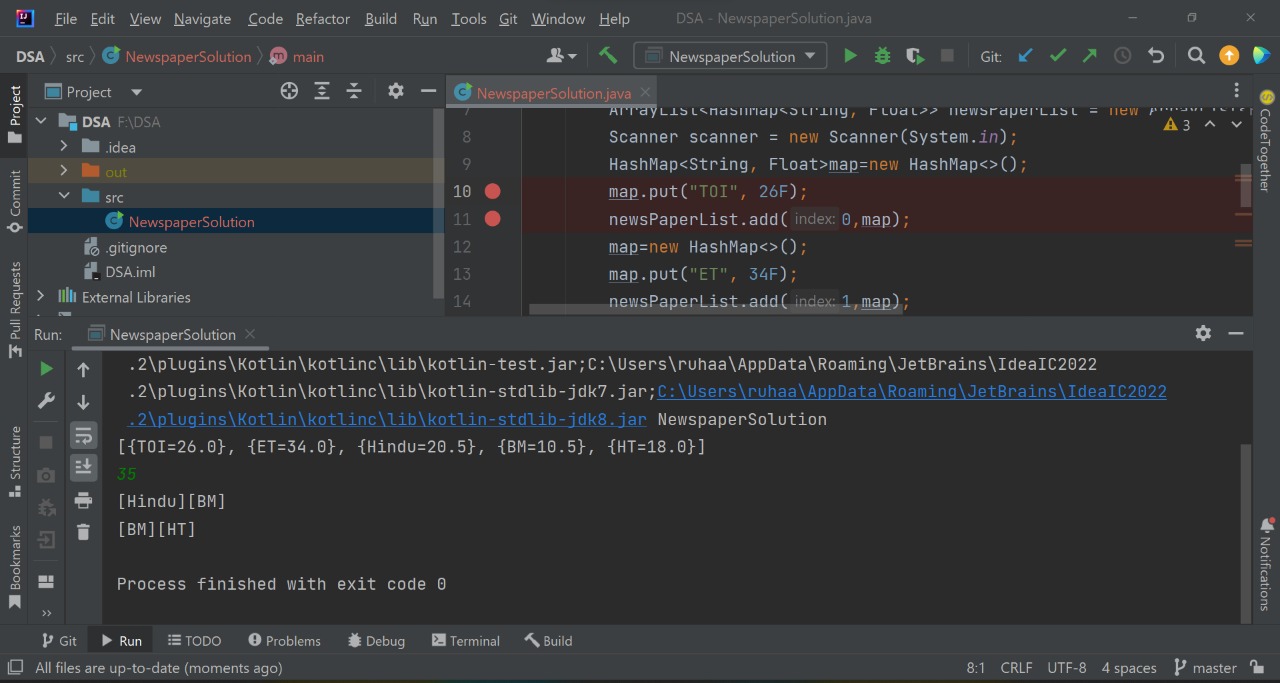 File Edit View Navigate Code Refactor Build Run Tools Git Window Help DSA - NewspaperSolution.java
DSA src NewspaperSolution main NewspaperSolution Git:
Project
NewspaperSolution.java
DSA F:\DSA
.idea
out
src
NewspaperSolution
.gitignore
DSA.iml
External Libraries
7 ArrayList<HashMap<String, Float>> newsPaperList = new ArrayList
8 Scanner scanner = new Scanner(System.in);
9 HashMap<String, Float>map=new HashMap<>();
10 map.put("TOI", 26F);
11 newsPaperList.add( index: 0,map);
12 map=new HashMap<>();
13 map.put("ET", 34F);
14 newsPaperList.add( index: 1,map);
3
Project
Commit
Pull Requests
Structure
Bookmarks
CodeTogether
Notifications
Run: NewspaperSolution
.2\plugins\Kotlin\kotlinc\lib\kotlin-test.jar;C:\Users\ruhaa\AppData\Roaming\JetBrains\IdeaIC2022
.2\plugins\Kotlin\kotlinc\lib\kotlin-stdlib-jdk7.jar;C:\Users\ruhaa\AppData\Roaming\JetBrains\IdeaIC2022
.2\plugins\Kotlin\kotlinc\lib\kotlin-stdlib-jdk8.jar NewspaperSolution
[{TOI=26.0}, {ET=34.0}, {Hindu=20.5}, {BM=10.5}, {HT=18.0}]
35
[Hindu][BM]
[BM][HT]
Process finished with exit code 0
Git Run TODO Problems Debug Terminal Build
All files are up-to-date (moments ago) 8:1 CRLF UTF-8 4 spaces master